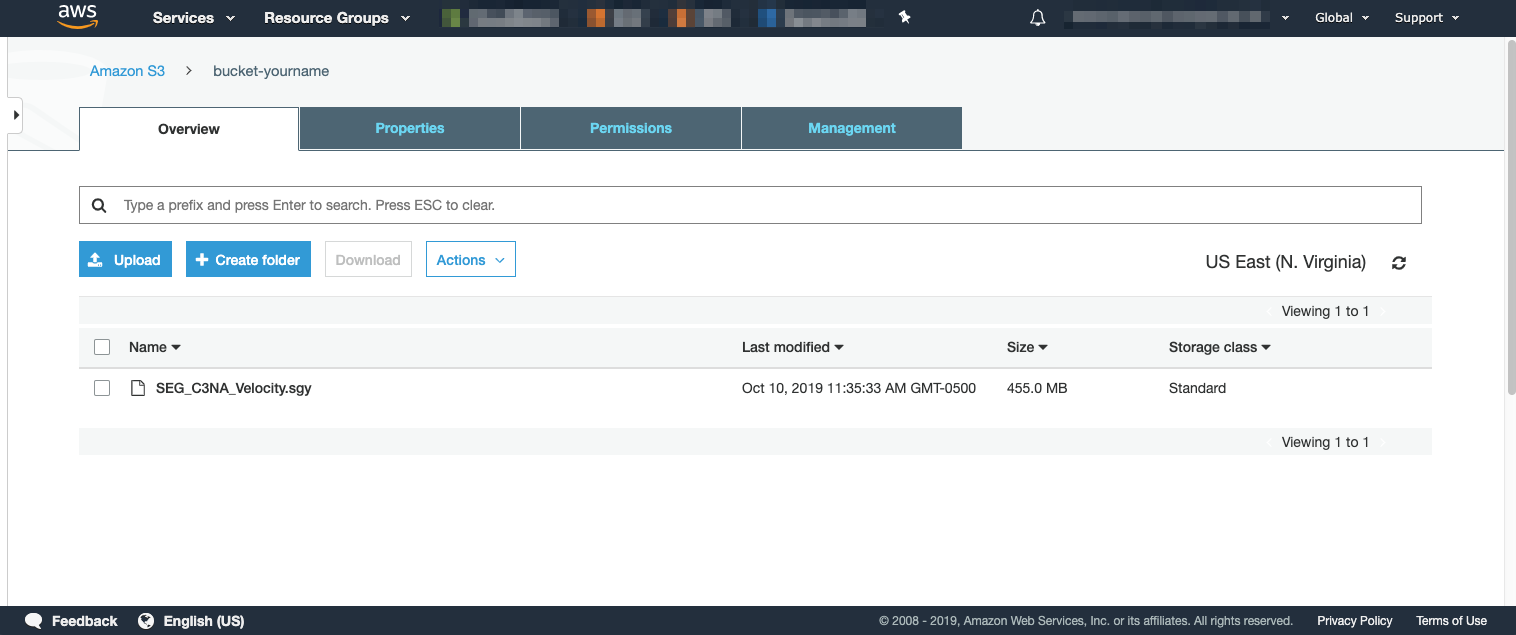 aws Services Resource Groups Global Support
Amazon S3 > bucket-yourname
Overview Properties Permissions Management
Type a prefix and press Enter to search. Press ESC to clear.
Upload + Create folder Download Actions US East (N. Virginia)
Viewing 1 to 1
Name Last modified Size Storage class
SEG_C3NA_Velocity.sgy Oct 10, 2019 11:35:33 AM GMT-0500 455.0 MB Standard
Viewing 1 to 1
Feedback English (US) © 2008 - 2019, Amazon Web Services, Inc. or its affiliates. All rights reserved. Privacy Policy Terms of Use